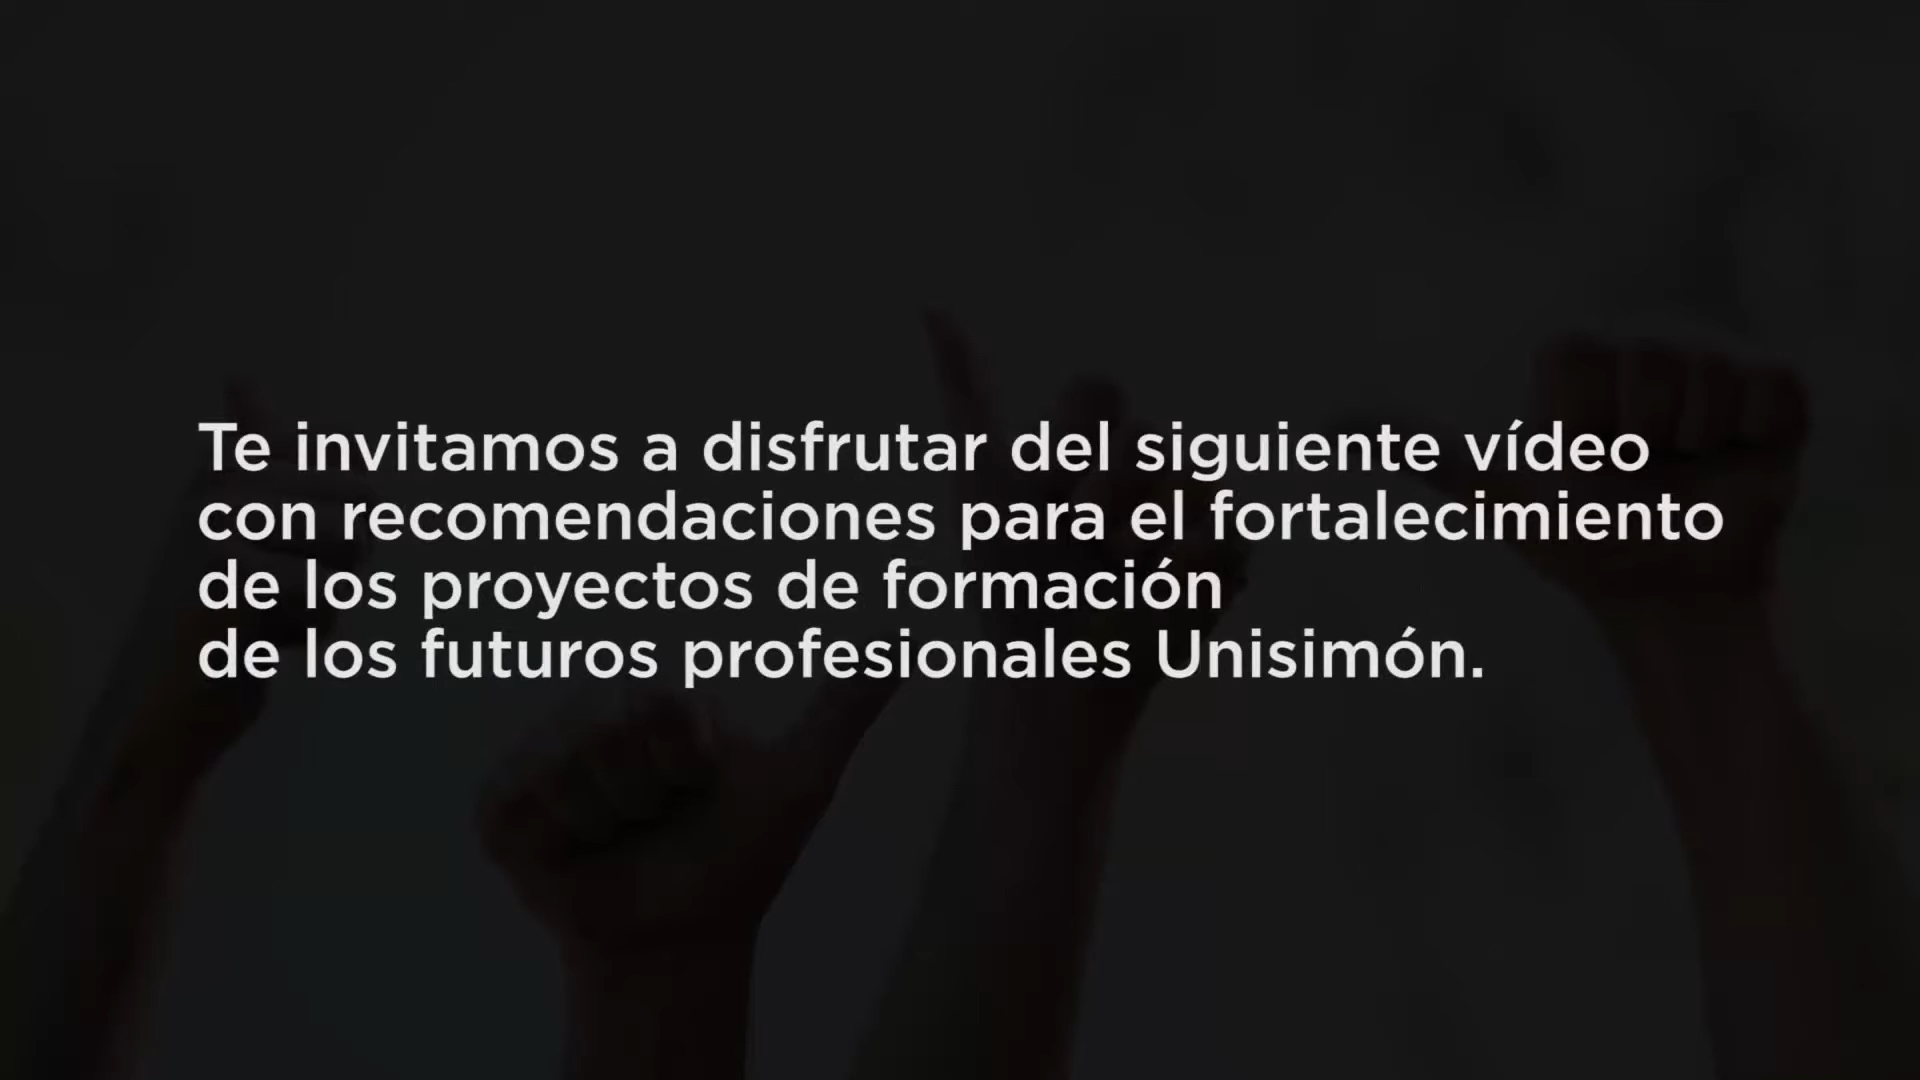 Te invitamos a disfrutar del siguiente vídeo
con recomendaciones para el fortalecimiento
de los proyectos de formación
de los futuros profesionales Unisimón.